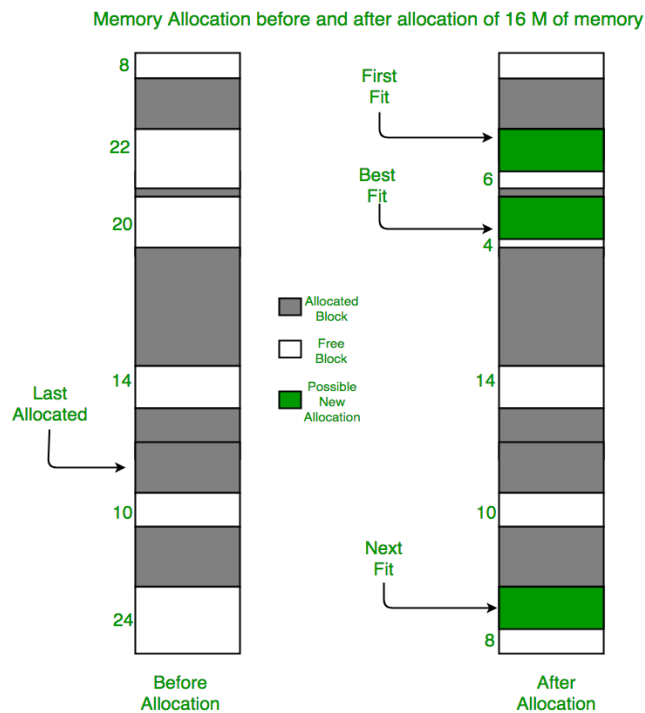 Memory Allocation before and after allocation of 16 M of memory
8
22
20
14
Last
Allocated
10
24
Before
Allocation
Allocated
Block
Free
Block
Possible
New
Allocation
First
Fit
6
Best
Fit
4
14
10
Next
Fit
8
After
Allocation